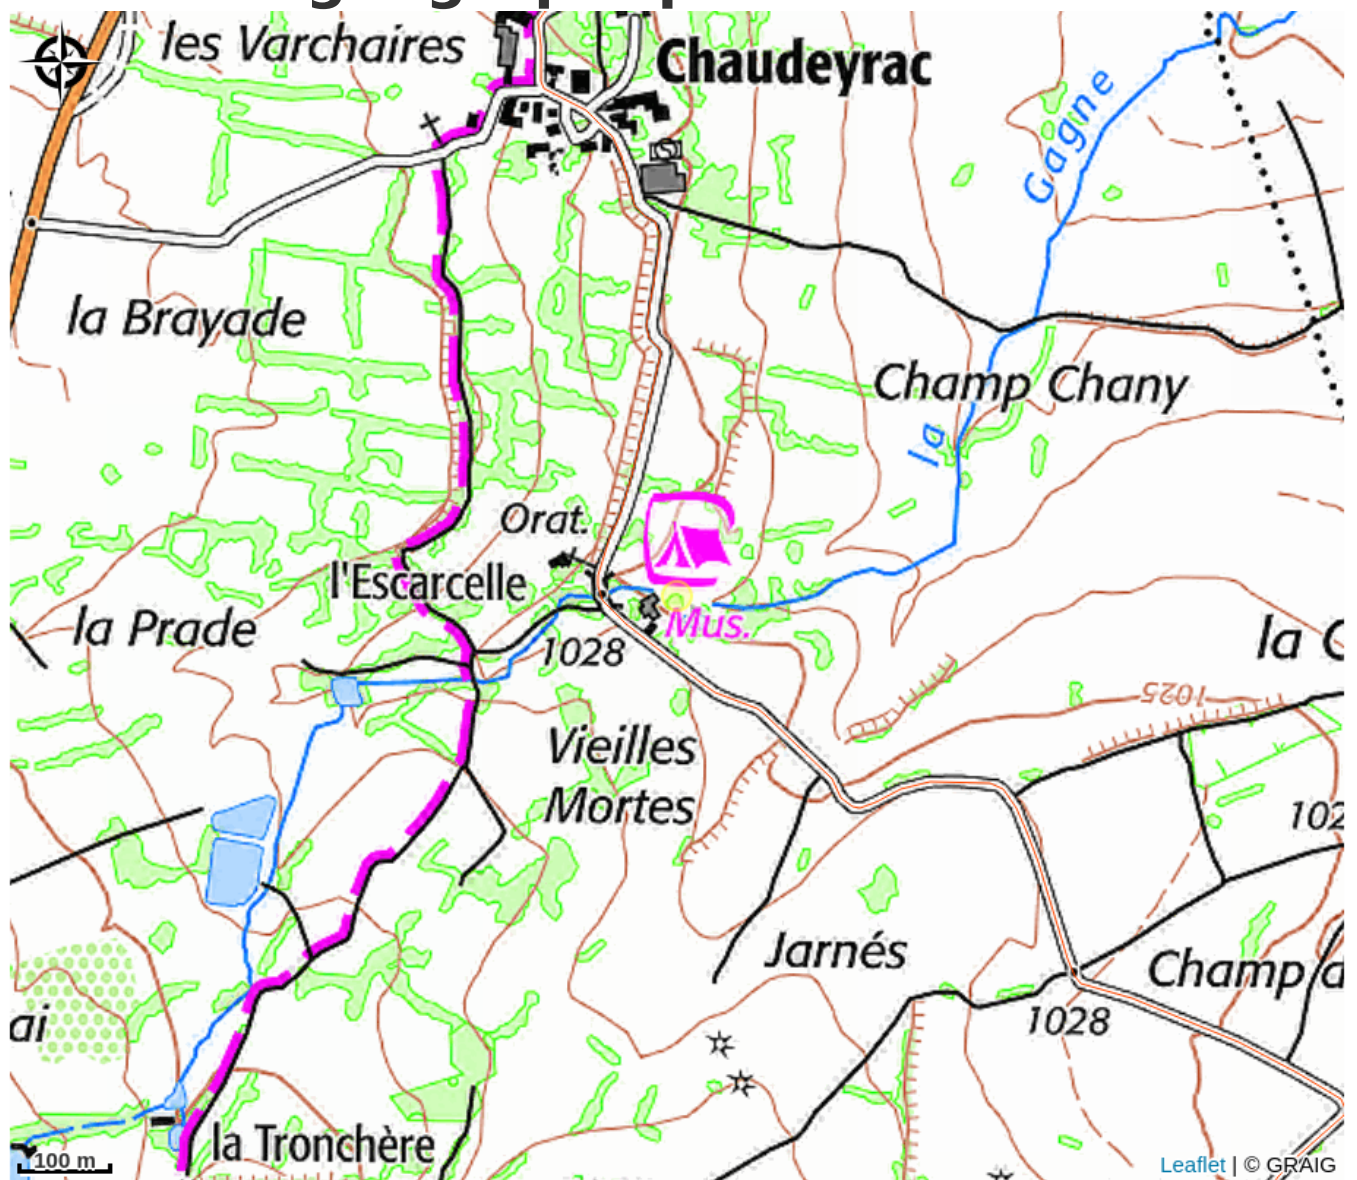 les Varchaires
Chaudeyrac
Gagne
la Brayade
Champ Chany
la
Orat.
l'Escarcelle
la Prade
Mus.
1028
la
1025
Vieilles
Mortes
102
Jarnés
Champ
1028
ai
la Tronchère
100 m
Leaflet | © GRAIG